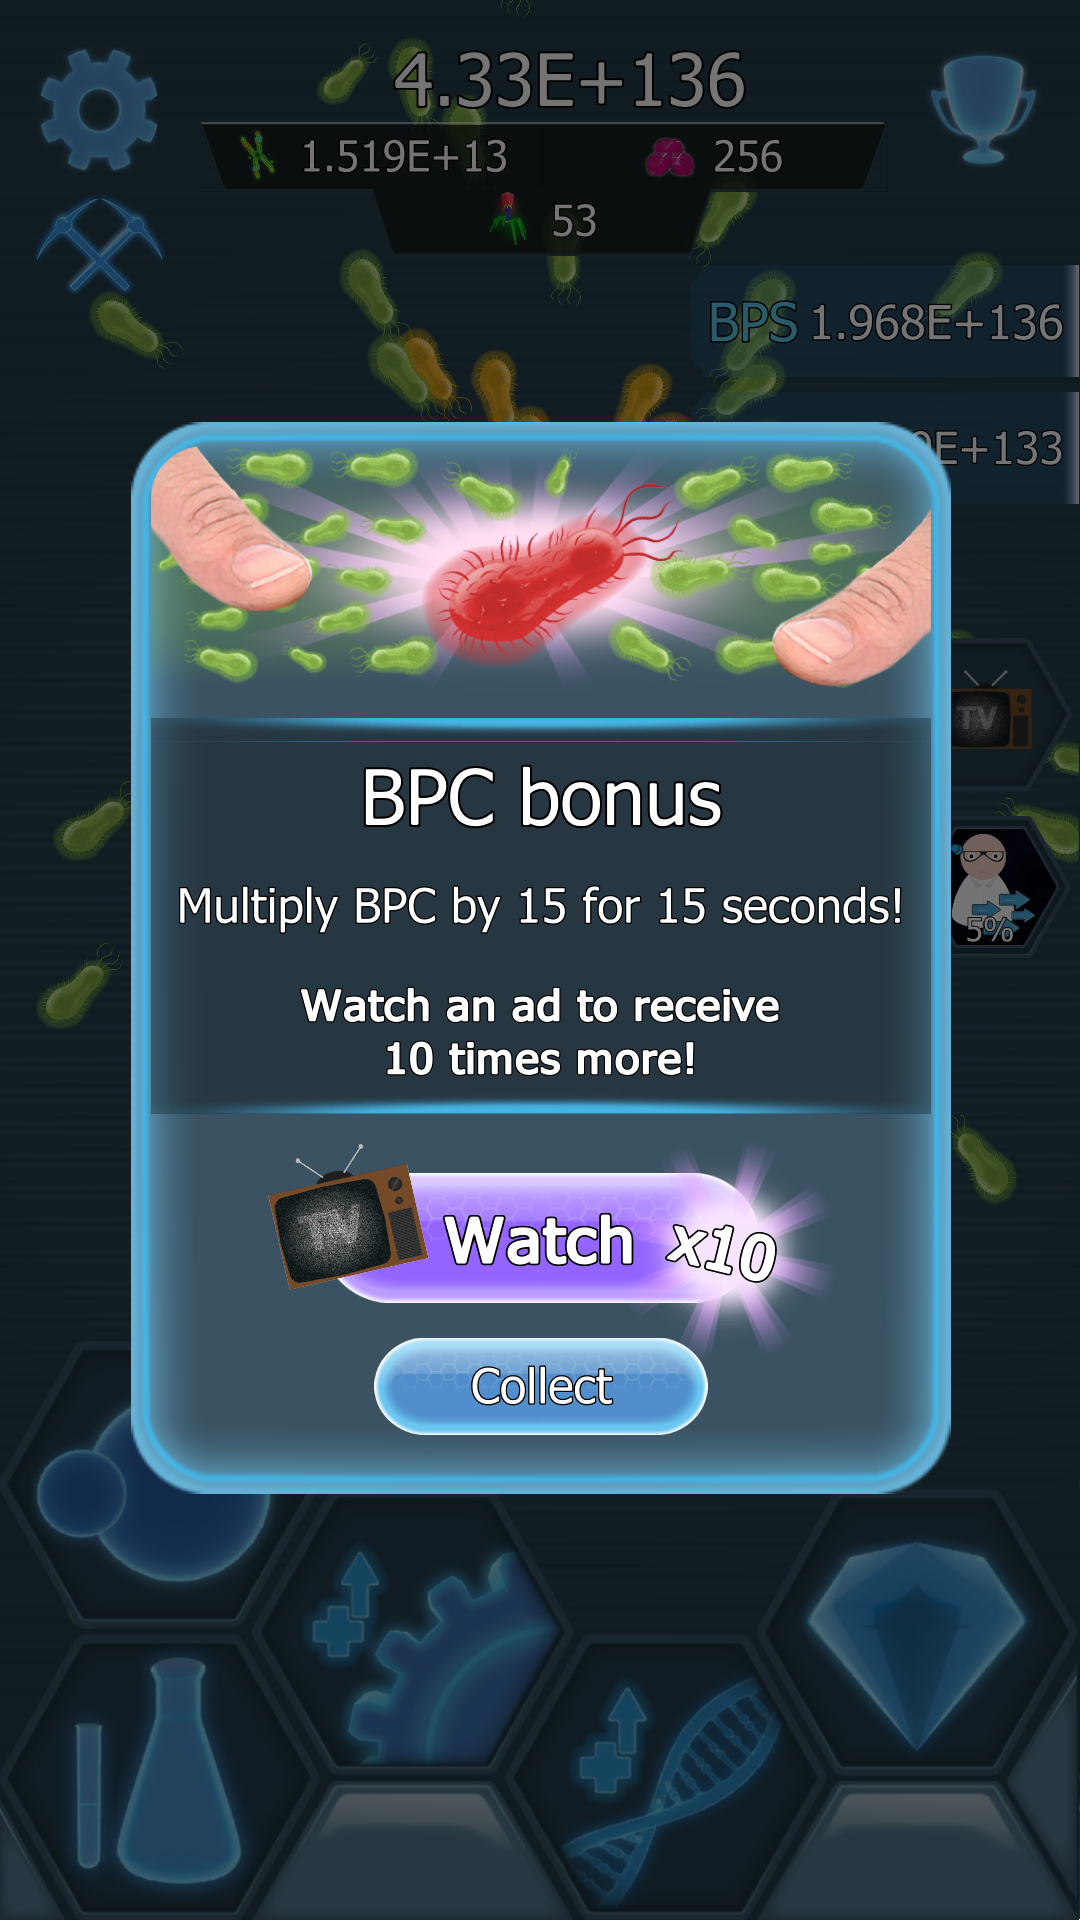 4.33E+136
1.519E+13
256
53
BPS 1.968E+136
E+133
TV
5%
BPC bonus
Multiply BPC by 15 for 15 seconds!
Watch an ad to receive
10 times more!
TV
Watch x10
Collect